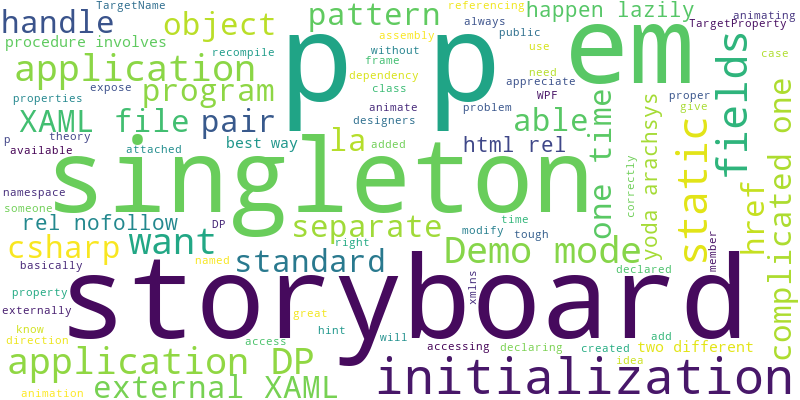 TargetName
referencing
handle
object
pattern
always
happen lazily
animating
TargetProperty
procedure involves
recompile
p p
em
assembly
public
without
frame
use
case
application
program
dependency
need
appreciate
proper
give
properties
expose
class
WPF
fields
XAML file
pair
animate
designers
problem
able
one time
static
complicated one
p
theory
available
attached
best way
la
added
html rel
singleton
correctly
yoda arachsys
href
namespace
someone
rel nofollow
DP
separate
time
modify
tough
csharp
want
named
right
Demo mode
member
basically
standard
declared
storyboard
property
externally
xmlns
know
direction
great
hint
access
will
accessing
declaring
created
add
two different
idea
application DP
external XAML
animation
initialization